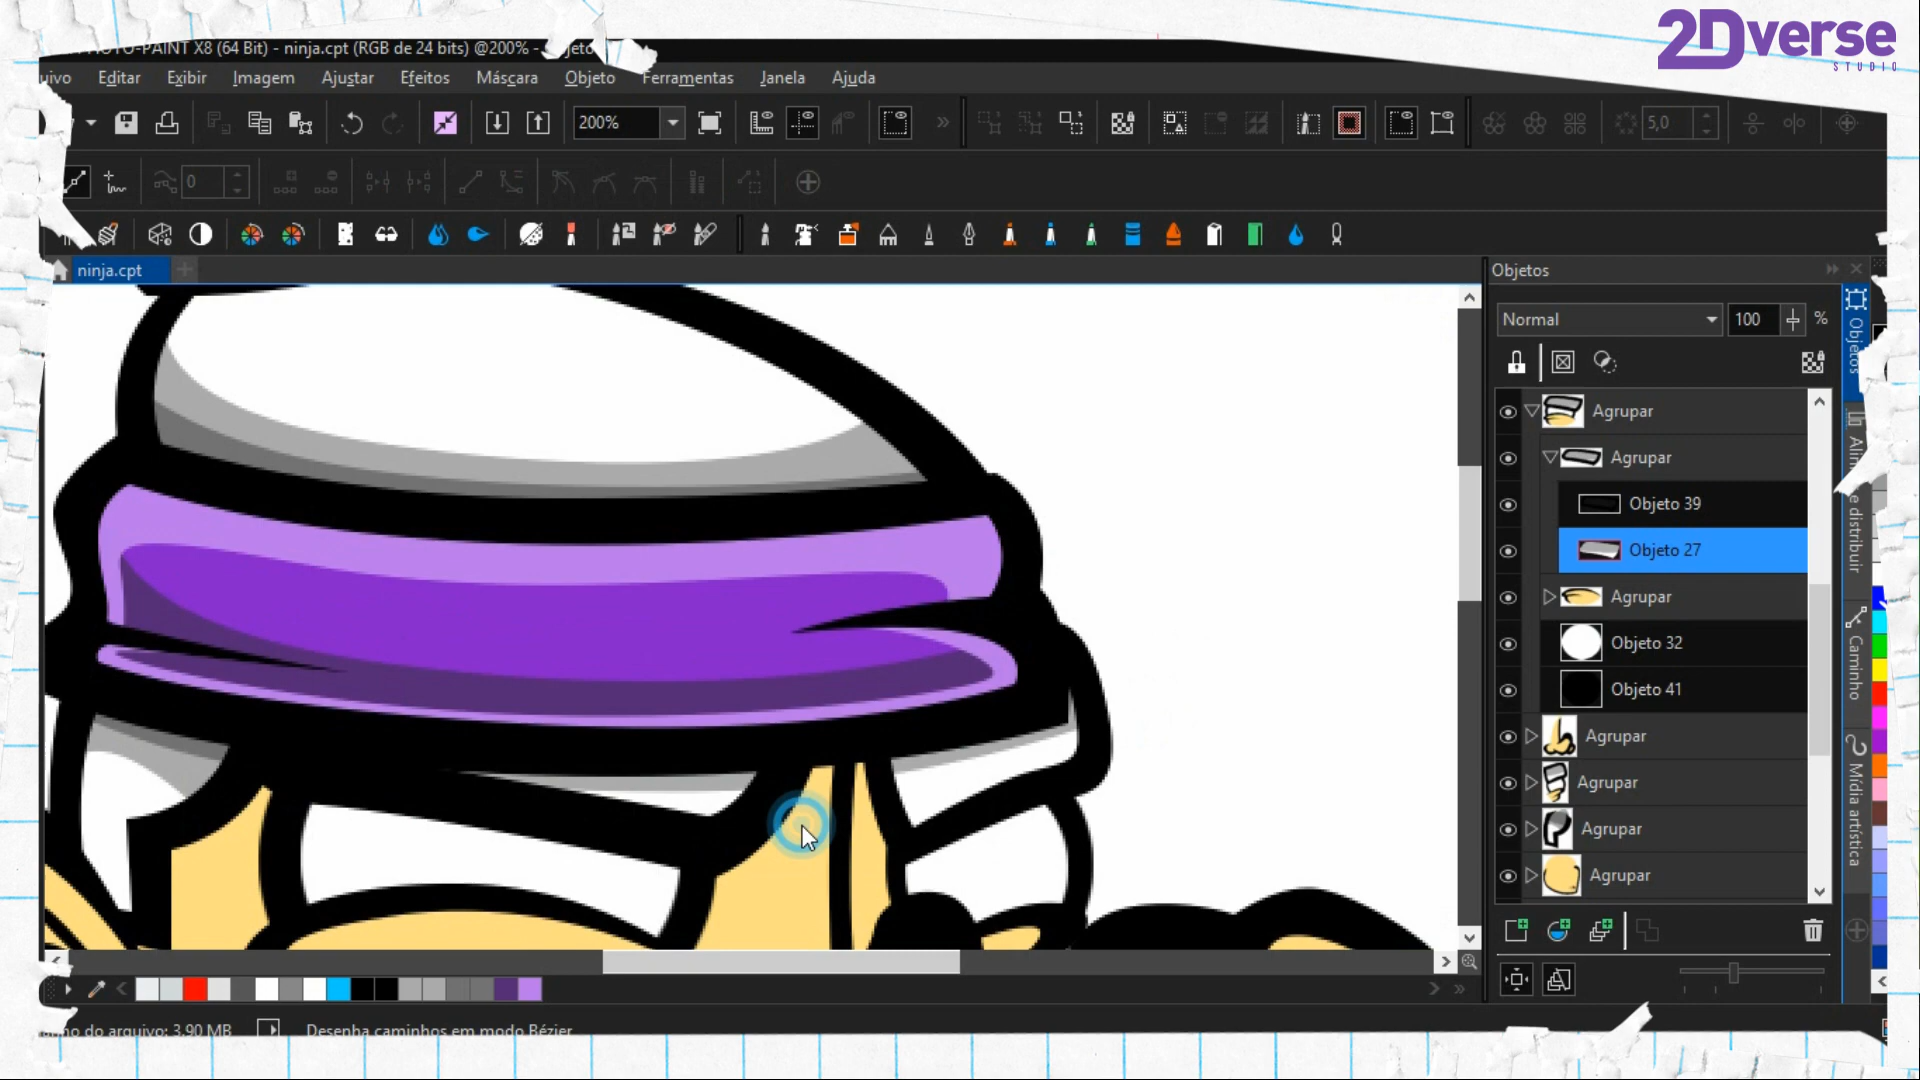 2Dverse
STUDIO
PHOTO-PAINT X8 (64 Bit) - ninja.cpt (RGB de 24 bits) @200% -
Editar Exibir Imagem Ajustar Efeitos Máscara Objeto Ferramentas Janela Ajuda
200%
5,0
0
ninja.cpt
Objetos
Normal 100 %
Agrupar
Agrupar
Objeto 39
Objeto 27
Agrupar
Objeto 32
Objeto 41
Agrupar
Agrupar
Agrupar
Agrupar
Objetos
e distribuir
Caminho
Mídia artística
do arquivo: 3,90 MB
Desenha caminhos em modo Bézier